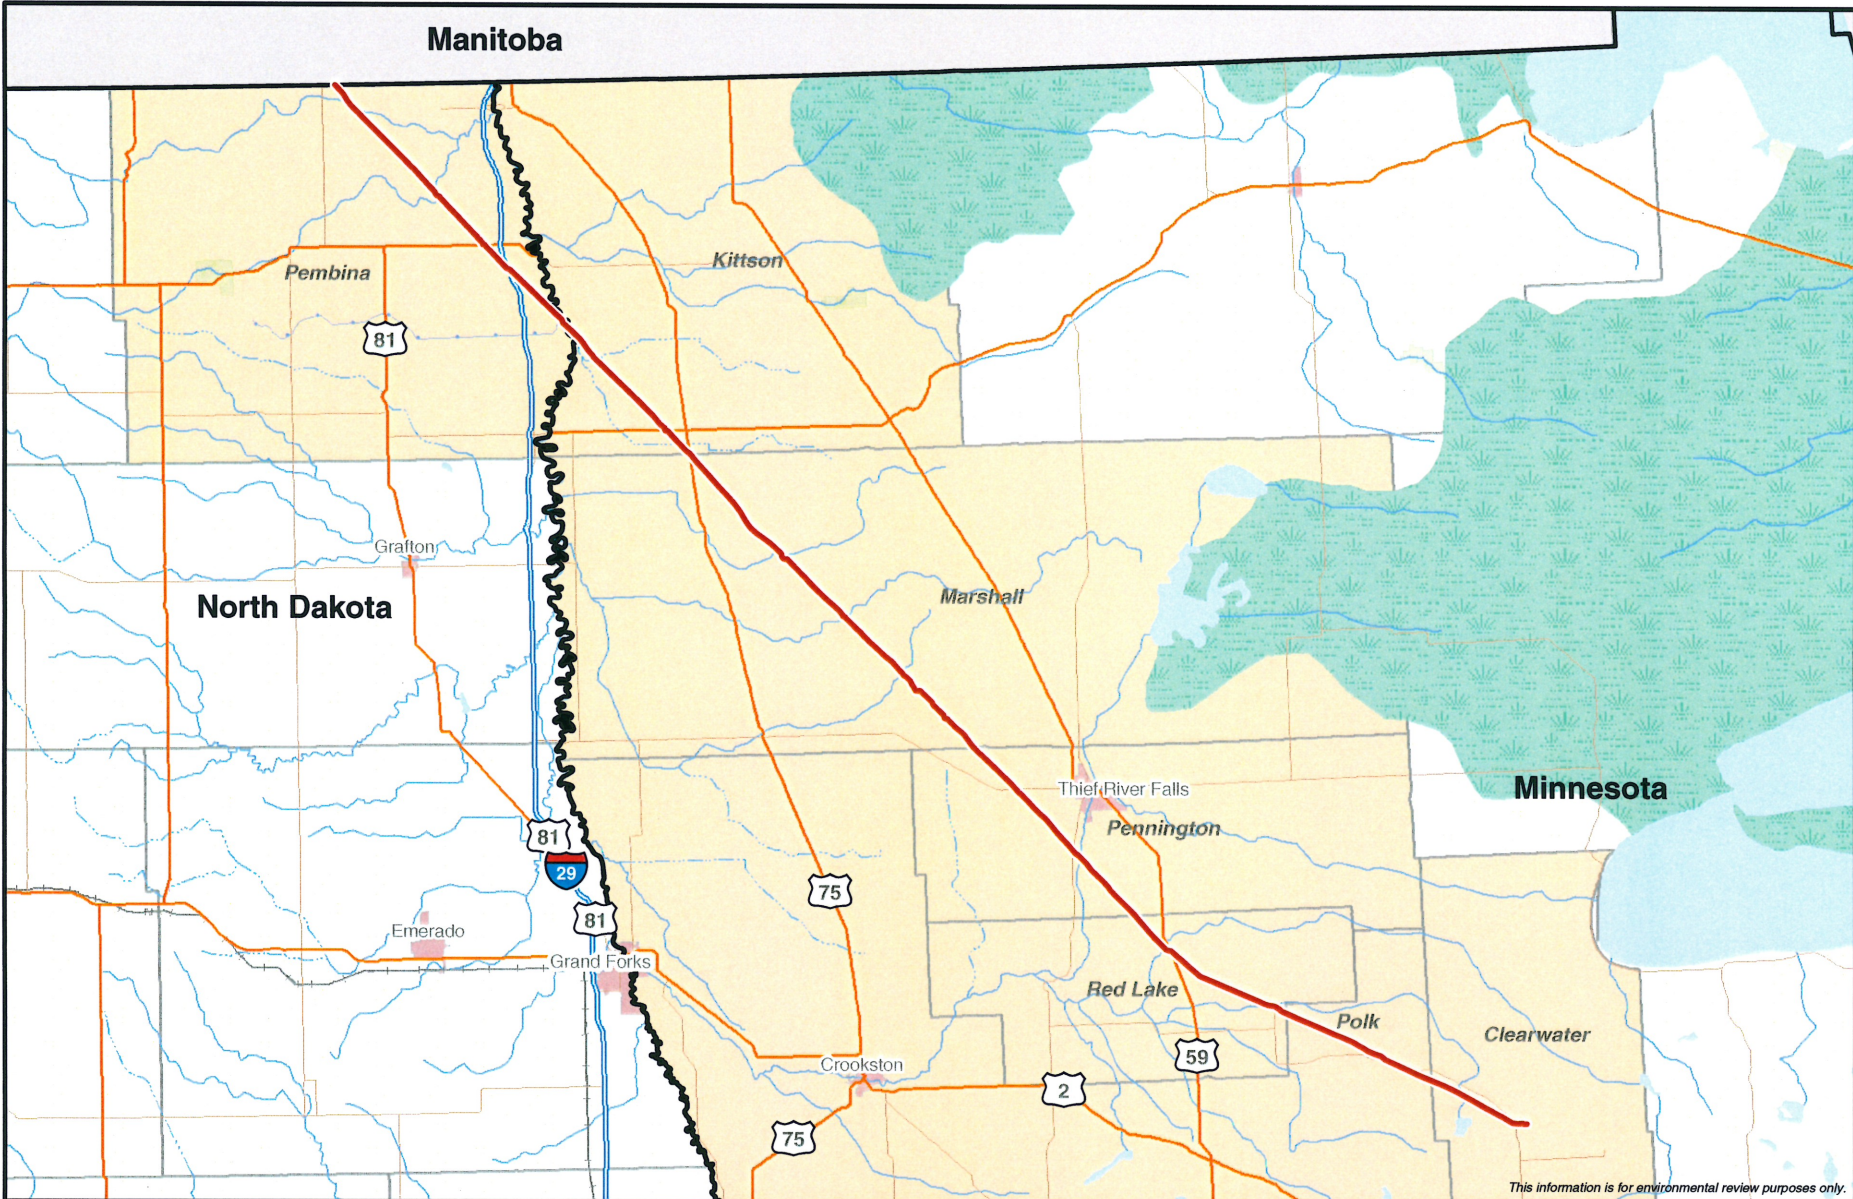 Manitoba
Kittson
Pembina
81
Grafton
North Dakota
Marshall
Thief River Falls
Minnesota
Pennington
81
29
75
81
Emerado
Grand Forks
Red Lake
Polk
Clearwater
59
Crookston
2
75
This information is for environmental review purposes only.